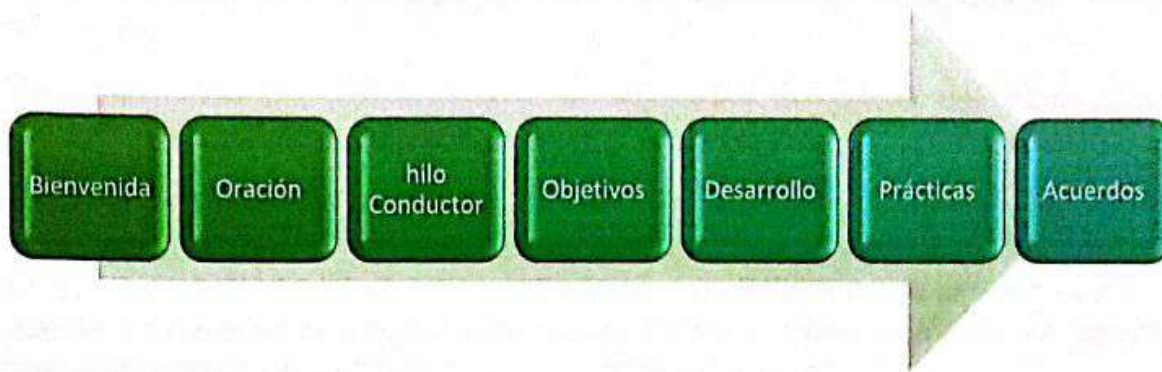 Bienvenida
Oración
hilo
Conductor
Objetivos
Desarrollo
Prácticas
Acuerdos